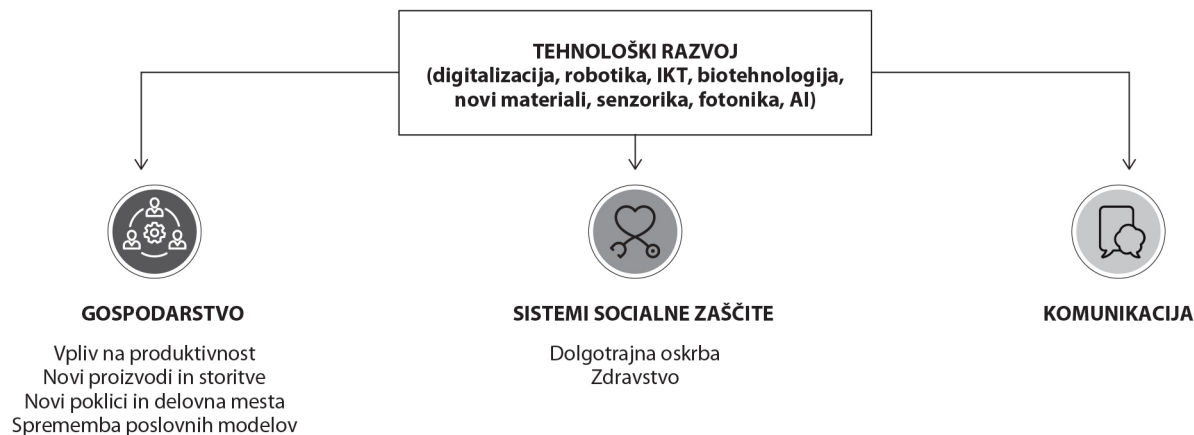 TEHNOLOŠKI RAZVOJ
(digitalizacija, robotika, IKT, biotehnologija,
novi materiali, senzorika, fotonika, AI)
GOSPODARSTVO
Vpliv na produktivnost
Novi proizvodi in storitve
Novi poklici in delovna mesta
Sprememba poslovnih modelov
SISTEMI SOCIALNE ZAŠČITE
Dolgotrajna oskrba
Zdravstvo
KOMUNIKACIJA